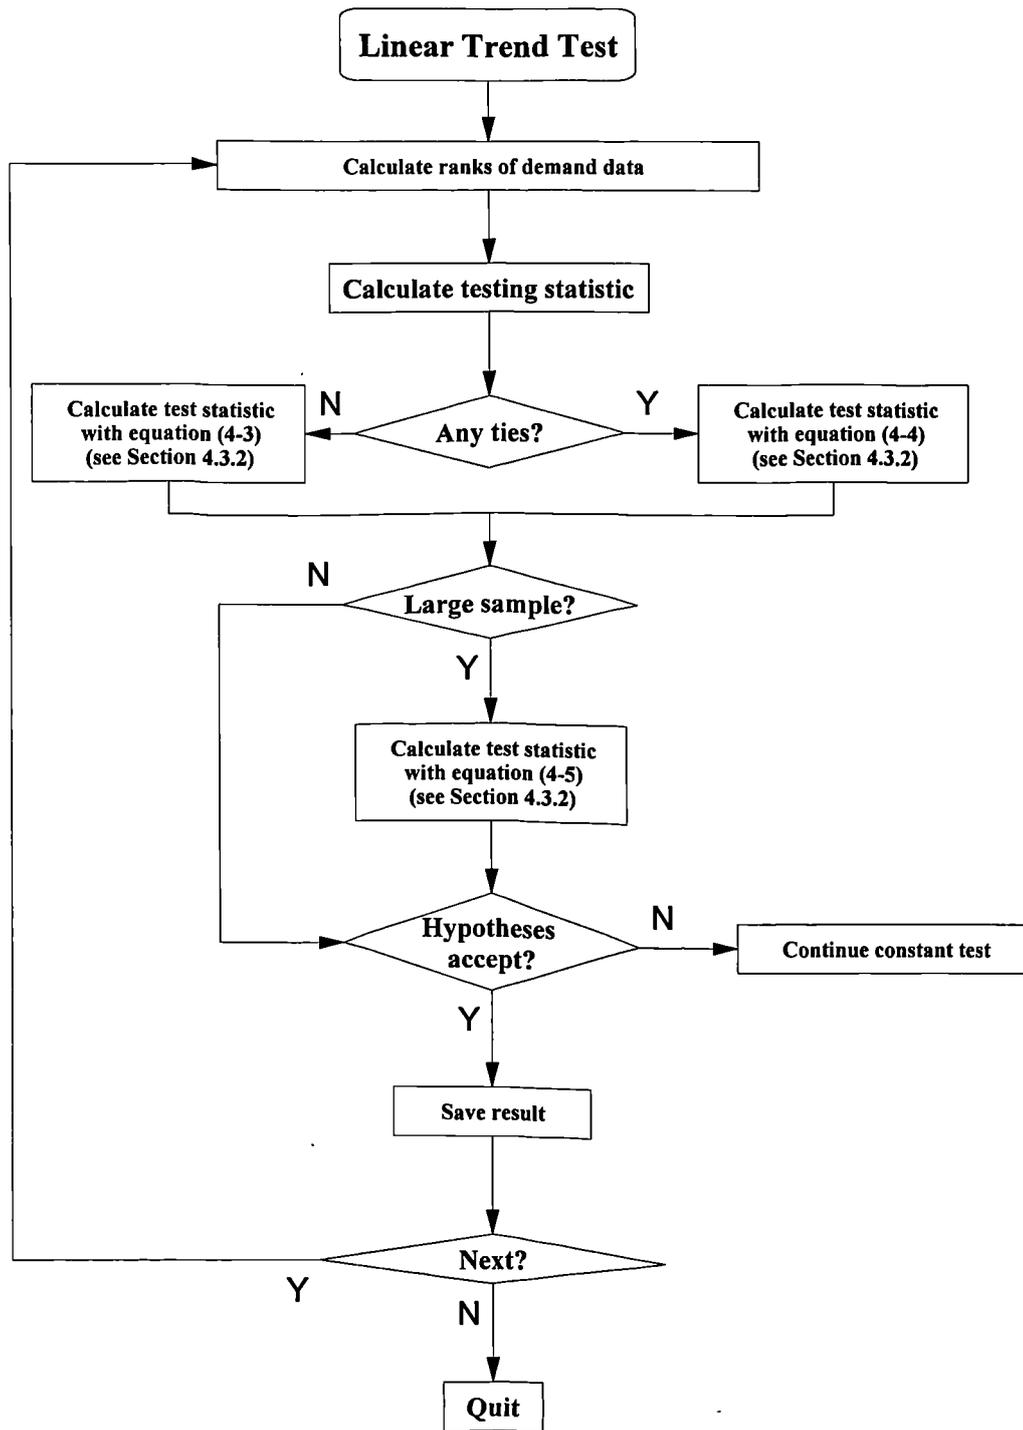 Linear Trend Test
Calculate ranks of demand data
Calculate testing statistic
Calculate test statistic
with equation (4-3)
(see Section 4.3.2)
N
Any ties?
Y
Calculate test statistic
with equation (4-4)
(see Section 4.3.2)
N
Large sample?
Y
Calculate test statistic
with equation (4-5)
(see Section 4.3.2)
Hypotheses
accept?
N
Continue constant test
Y
Save result
Next?
Y
N
Quit